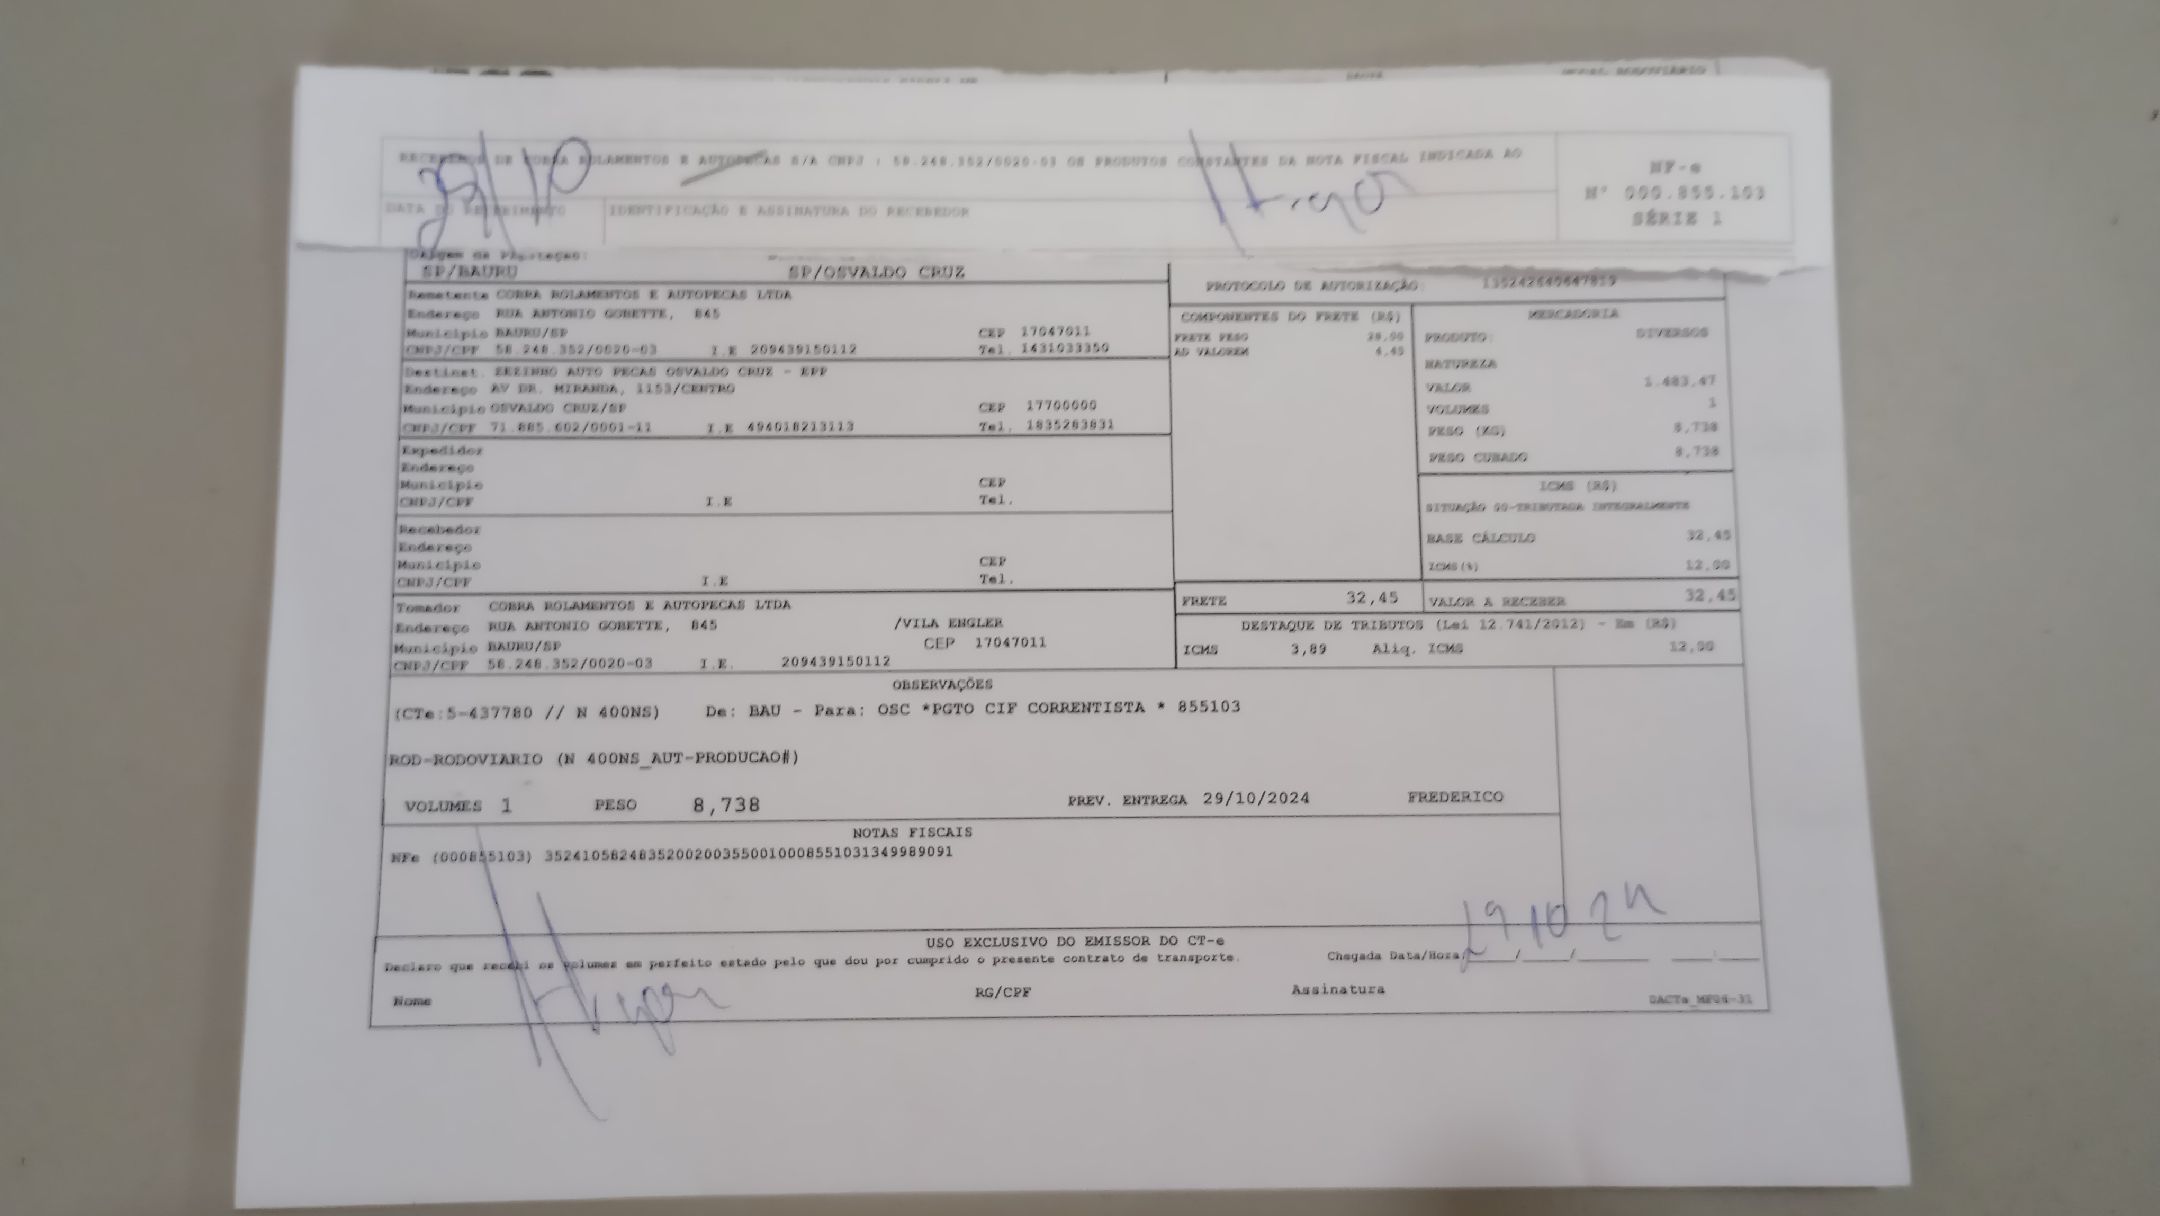 RECEBEMOS DE COBRA ROLAMENTOS E AUTOPECAS S/A CNPJ : 58.248.352/0020-03 OS PRODUTOS CONSTANTES DA NOTA FISCAL INDICADA AO
DATA DO RECEBIMENTO
IDENTIFICAÇÃO E ASSINATURA DO RECEBEDOR
Hugo
NF-e
Nº 000.855.103
SÉRIE 1
SP/BAURU SP/OSVALDO CRUZ
PROTOCOLO DE AUTORIZAÇÃO:
Remetente COBRA ROLAMENTOS E AUTOPECAS LTDA
Endereço RUA ANTONIO GOBETTE, 845
Município BAURU/SP CEP 17047011
CNPJ/CPF 58.248.352/0020-03 I.E 209439150112 Tel. 1431033350
Destinat. ZEZINHO AUTO PECAS OSVALDO CRUZ - EPP
Endereço AV DR. MIRANDA, 1153/CENTRO
Município OSVALDO CRUZ/SP CEP 17700000
CNPJ/CPF 71.885.602/0001-11 I.E 494018213113 Tel. 1835283831
Expedidor
Endereço
Município CEP
CNPJ/CPF I.E Tel.
Recebedor
Endereço
Município CEP
CNPJ/CPF I.E Tel.
Tomador COBRA ROLAMENTOS E AUTOPECAS LTDA
Endereço RUA ANTONIO GOBETTE, 845 /VILA ENGLER
Município BAURU/SP CEP 17047011
CNPJ/CPF 58.248.352/0020-03 I.E. 209439150112
COMPONENTES DO FRETE (R$)
FRETE PESO 28,00
AD VALOREM 4,45
MERCADORIA
PRODUTO: DIVERSOS
NATUREZA
VALOR 1.483,47
VOLUMES 1
PESO (KG) 8,738
PESO CUBADO 8,738
ICMS (R$)
SITUAÇÃO 00-TRIBUTADA INTEGRALMENTE
BASE CÁLCULO 32,45
ICMS(%) 12,00
FRETE 32,45
VALOR A RECEBER 32,45
DESTAQUE DE TRIBUTOS (Lei 12.741/2012) - Em (R$)
ICMS 3,89 Aliq. ICMS 12,00
OBSERVAÇÕES
(CTe:5-437780 // N 400NS) De: BAU - Para: OSC *PGTO CIF CORRENTISTA * 855103
ROD-RODOVIARIO (N 400NS_AUT-PRODUCAO#)
VOLUMES 1 PESO 8,738 PREV. ENTREGA 29/10/2024 FREDERICO
NOTAS FISCAIS
NFe (000855103) 35241058248352002003550010008551031349989091
USO EXCLUSIVO DO EMISSOR DO CT-e
Declaro que recebi os volumes em perfeito estado pelo que dou por cumprido o presente contrato de transporte.
Chegada Data/Hora: 29 10 24
Nome Hugo RG/CPF Assinatura
DACTe_MF06-31